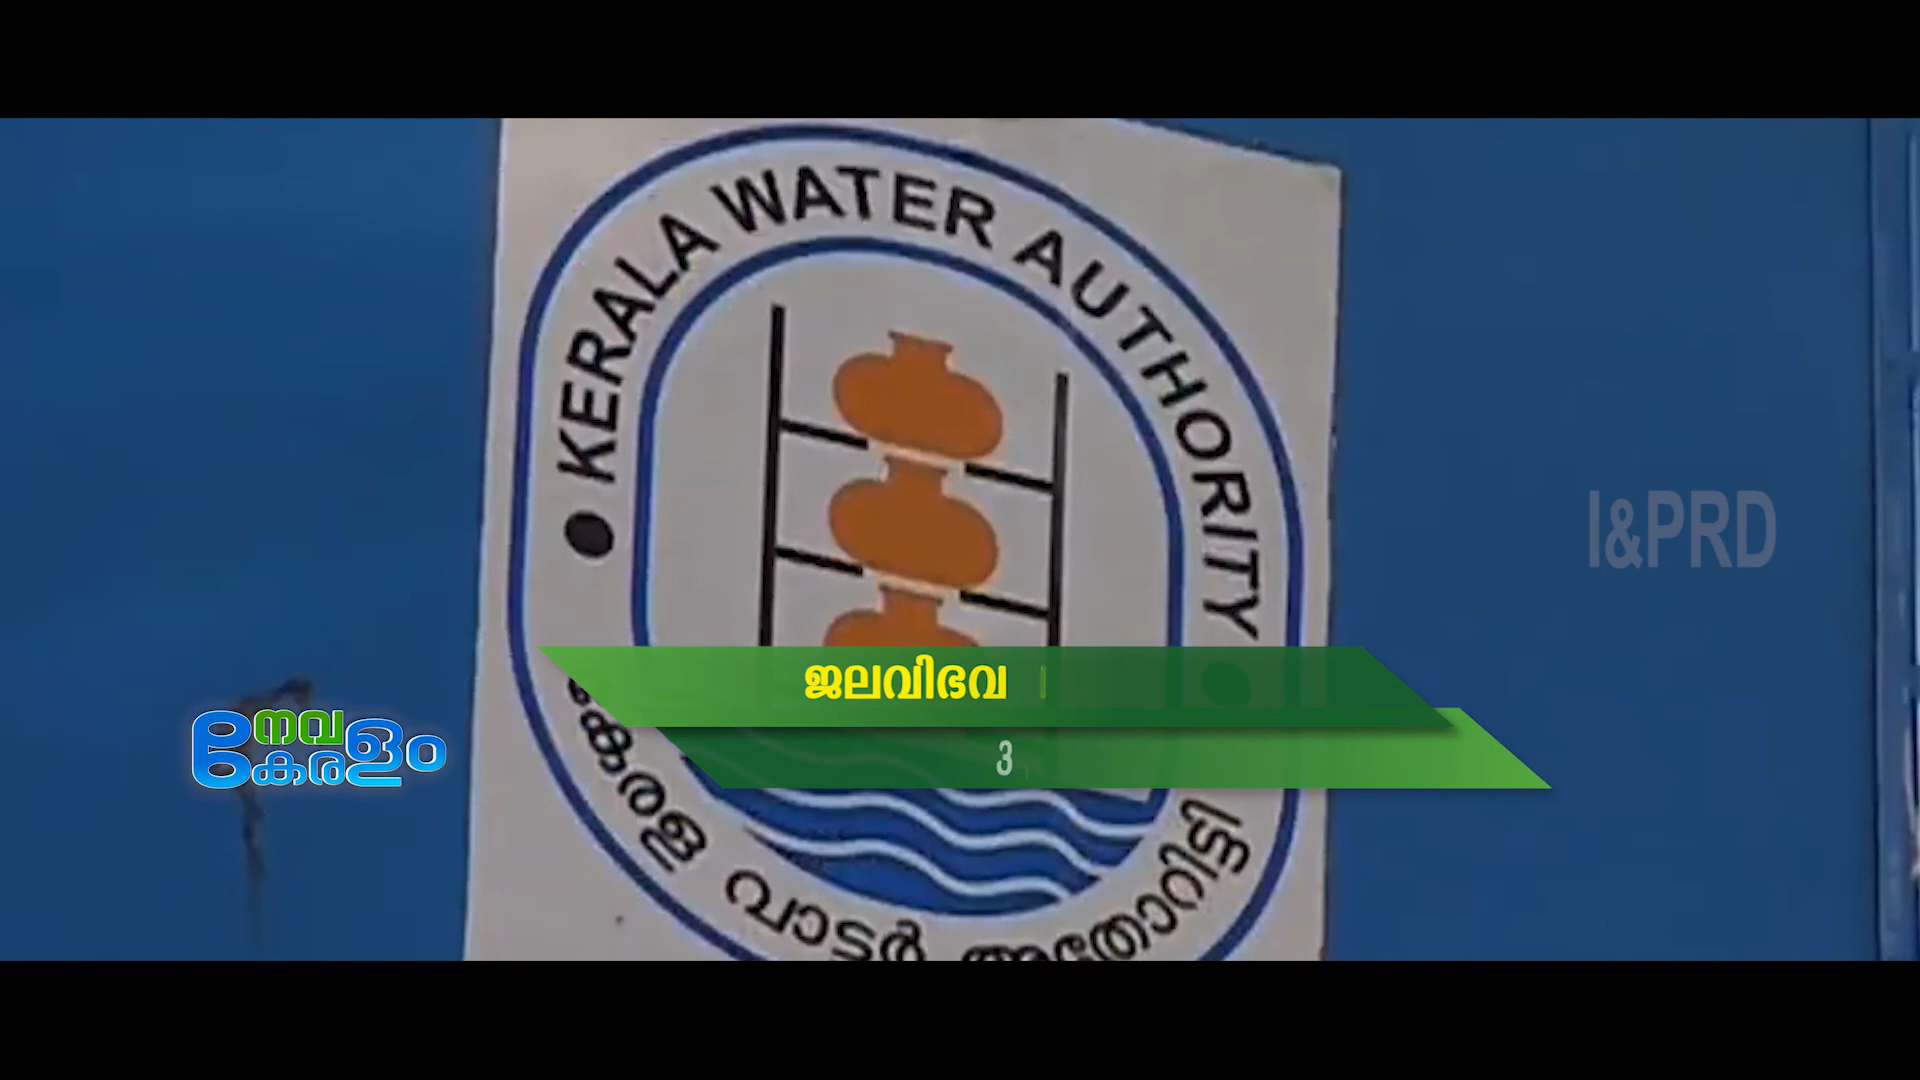 KERALA WATER AUTHORITY
I&PRD
ജലവിഭവ
നവ
കേരളം
3
കേരള വാട്ടർ അതോറിട്ടി